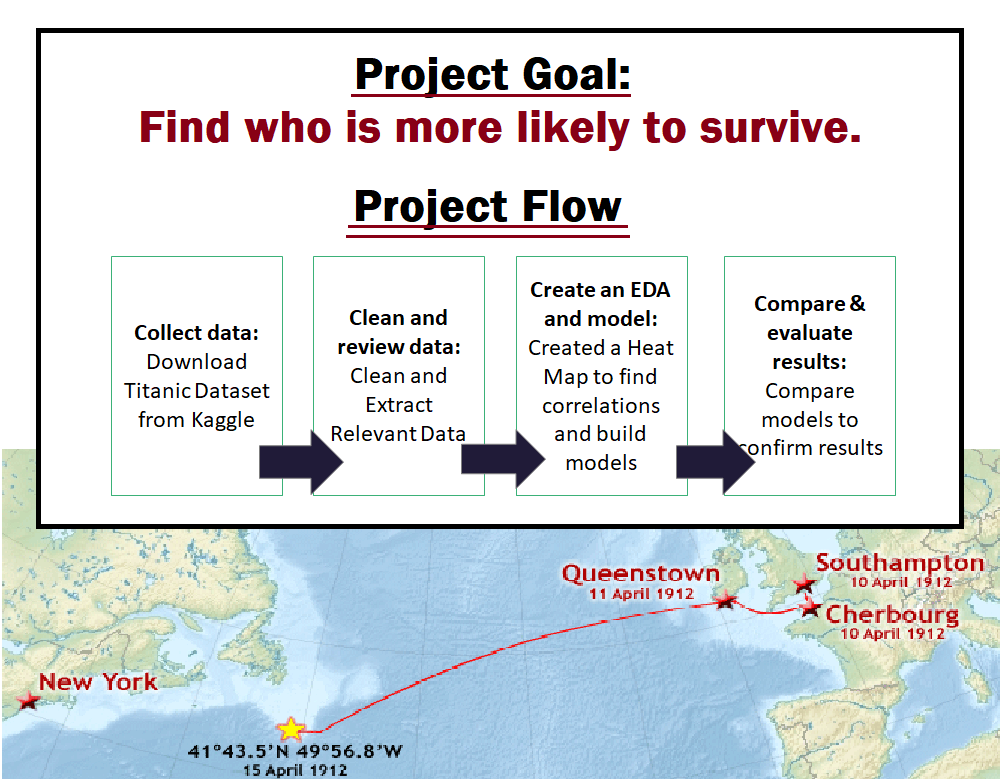 Project Goal:
Find who is more likely to survive.
Project Flow
Collect data:
Download
Titanic Dataset
from Kaggle
Clean and
review data:
Clean and
Extract
Relevant Data
Create an EDA
and model:
Created a Heat
Map to find
correlations
and build
models
Compare &
evaluate
results:
Compare
models to
confirm results
Queenstown
11 April 1912
Southampton
10 April 1912
Cherbourg
10 April 1912
New York
41°43.5'N 49°56.8'W
15 April 1912